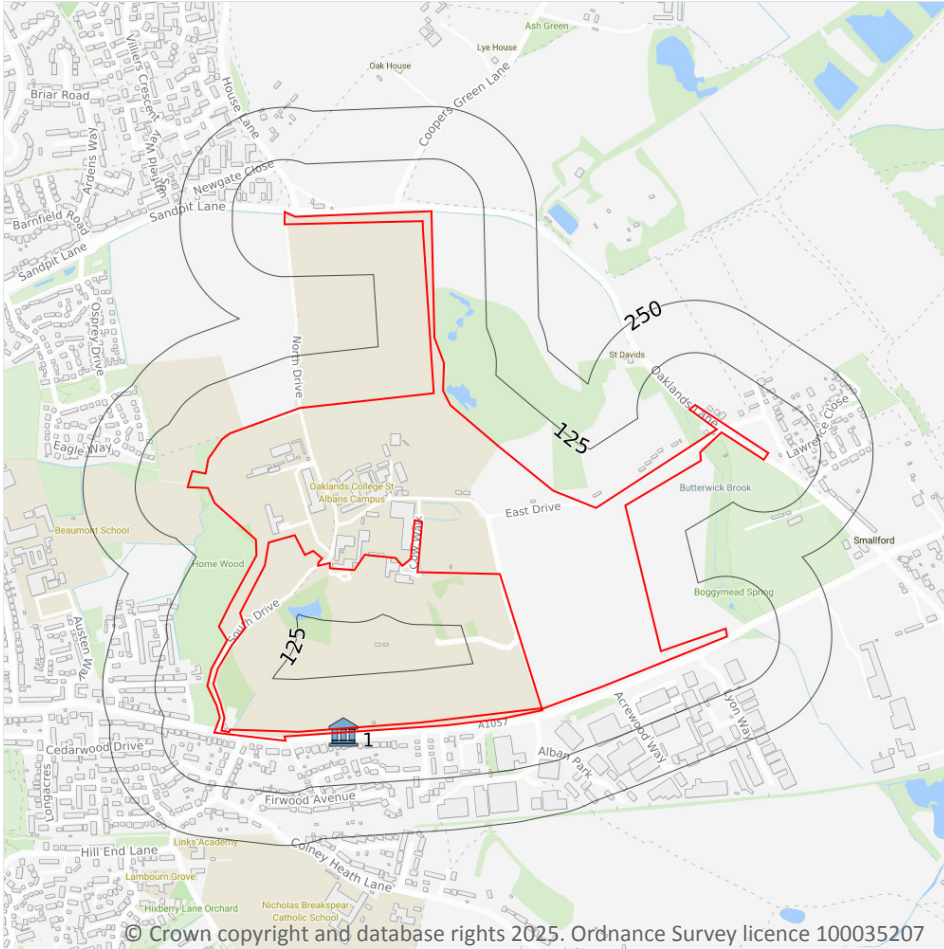 Ash Green
Lye House
Oak House
Villiers Crescent
House Lane
Coopers Green Lane
Briar Road
Ardens Way
Newgate Close
Sandpit Lane
Barnfield Road
Sandpit Lane
Osprey Drive
North Drive
250
St Davids
Oaklands Lane
Lawrence Close
125
Eagle Way
Oaklands College St
Albans Campus
Butterwick Brook
East Drive
Cow Walk
Beaumont School
Home Wood
Smallford
Boggymead Spring
South Drive
125
Austen Way
Acrewood Way
Lyon Way
A1057
1
Cedarwood Drive
Alban Park
Longacres
Firwood Avenue
Links Academy
Hill End Lane
Colney Heath Lane
Lambourn Grove
Hixberry Lane Orchard
Nicholas Breakspear
Catholic School
© Crown copyright and database rights 2025. Ordnance Survey licence 100035207